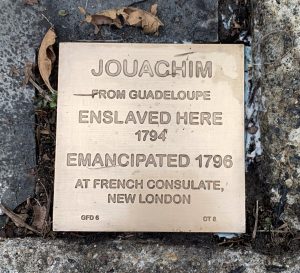 JOUACHIM
FROM GUADELOUPE
ENSLAVED HERE
1794
EMANCIPATED 1796
AT FRENCH CONSULATE,
NEW LONDON
GFD 6 CT 8